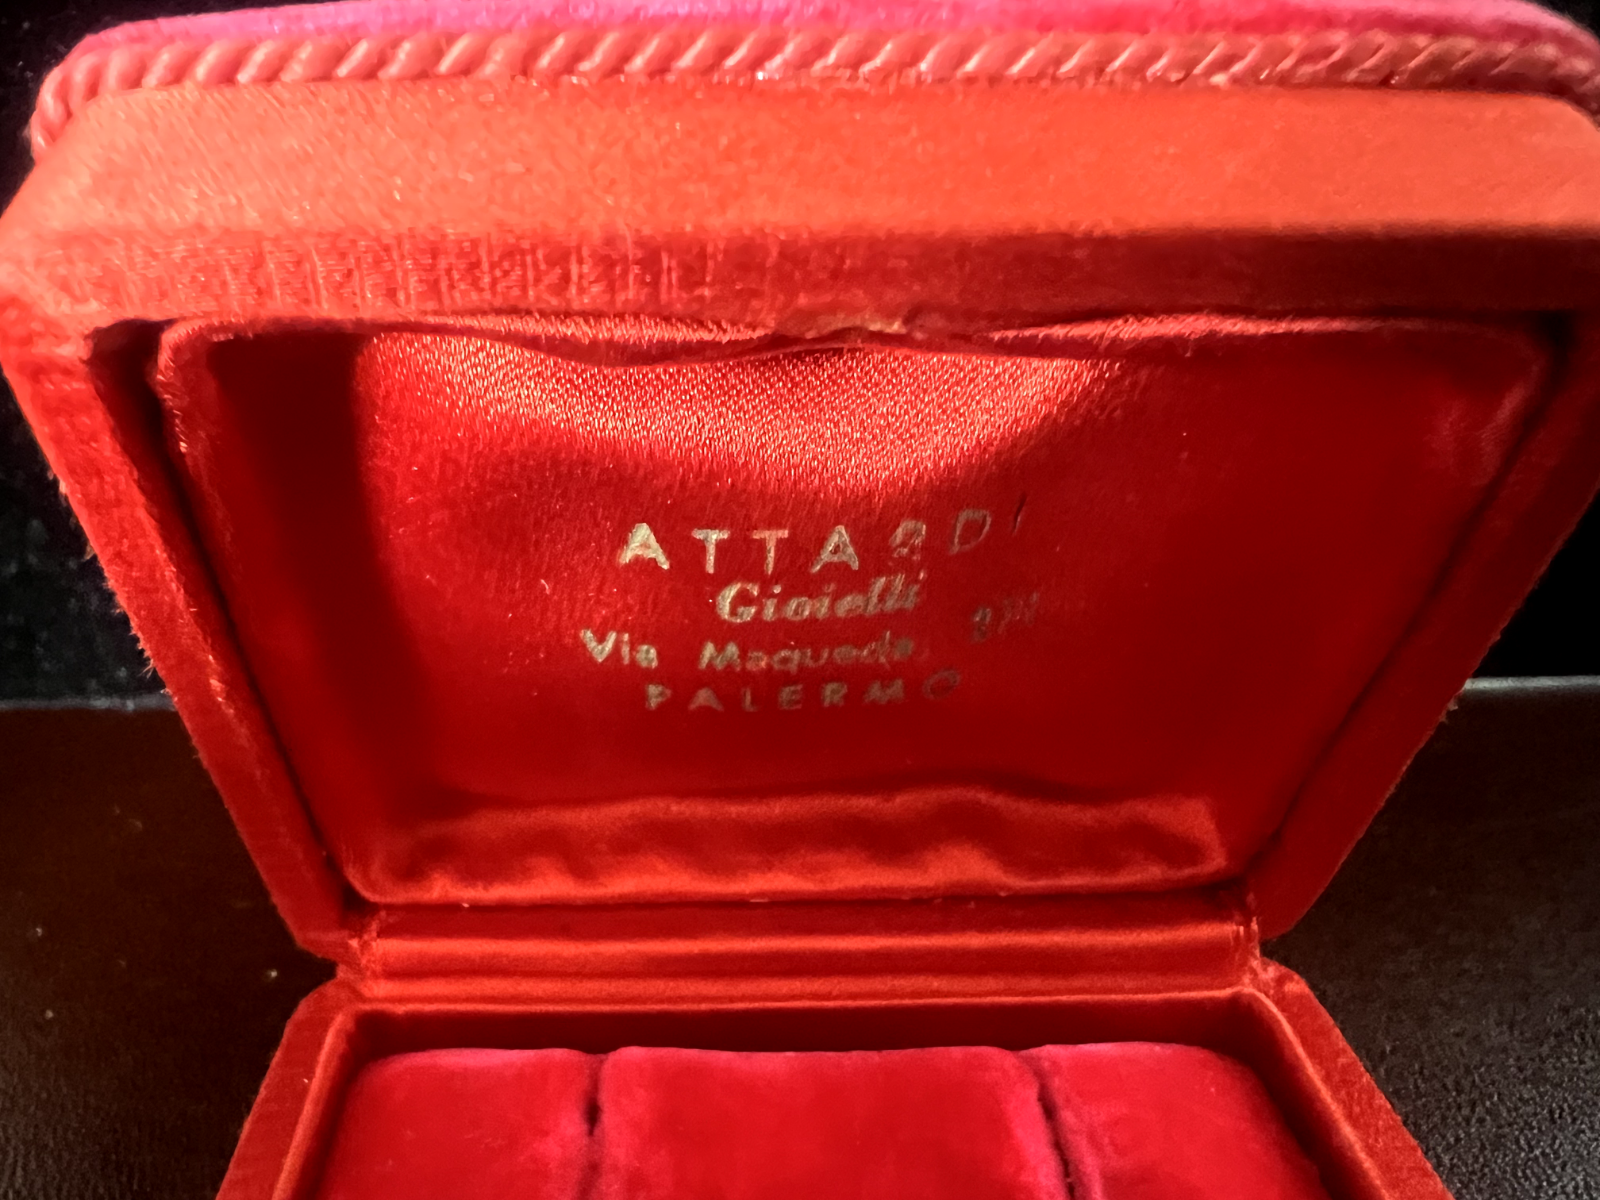 ATTARDI
Gioielli
Via Maqueda,
PALERMO